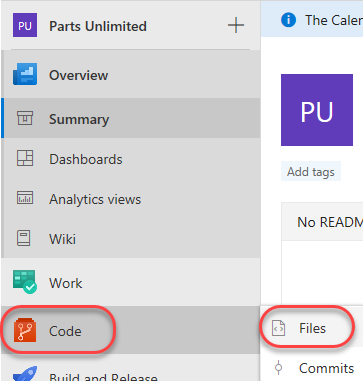 PU Parts Unlimited
Overview
Summary
Dashboards
Analytics views
Wiki
Work
Code
Build and Release
The Caler
PU
Add tags
No READM
Files
Commits